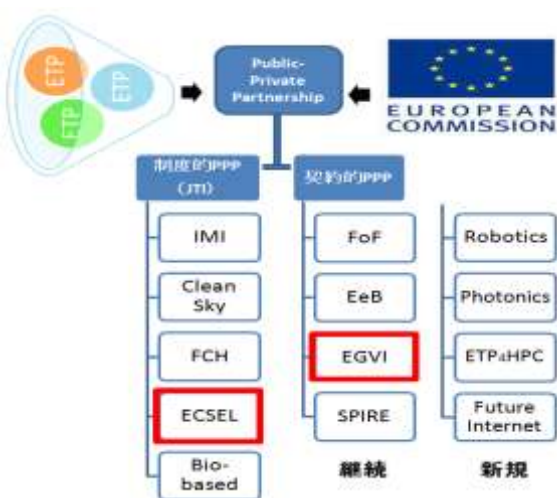 ETP
ETP
ETP
Public-
Private
Partnership
EUROPEAN
COMMISSION
制度的PPP
(JTI)
契約的PPP
IMI
FoF
Robotics
Clean
Sky
EeB
Photonics
FCH
EGVI
ETP4HPC
ECSEL
SPIRE
Future
Internet
Bio-
based
継続
新規